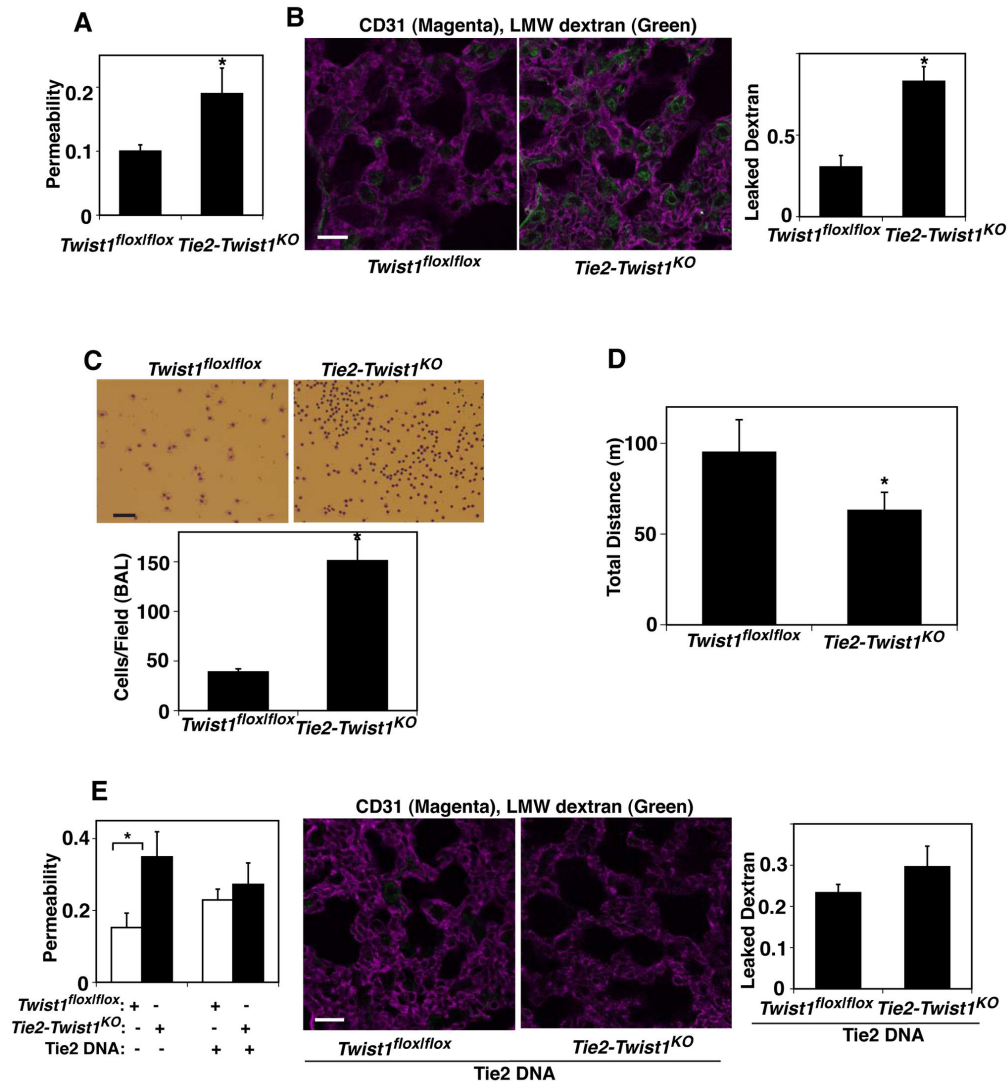 A
Permeability
0.2
0.1
0
*
Twist1flox/flox Tie2-Twist1KO
B
CD31 (Magenta), LMW dextran (Green)
Twist1flox/flox
Tie2-Twist1KO
Leaked Dextran
0.5
0
*
Twist1flox/flox Tie2-Twist1KO
C
Twist1flox/flox
Tie2-Twist1KO
Cells/Field (BAL)
150
100
50
0
*
Twist1flox/flox Tie2-Twist1KO
D
Total Distance (m)
100
50
0
*
Twist1flox/flox Tie2-Twist1KO
E
Permeability
0.4
0.2
0
*
Twist1flox/flox: + - + -
Tie2-Twist1KO: - + - +
Tie2 DNA: - - + +
CD31 (Magenta), LMW dextran (Green)
Twist1flox/flox
Tie2-Twist1KO
Tie2 DNA
Leaked Dextran
0.3
0.2
0.1
0
Twist1flox/flox Tie2-Twist1KO
Tie2 DNA